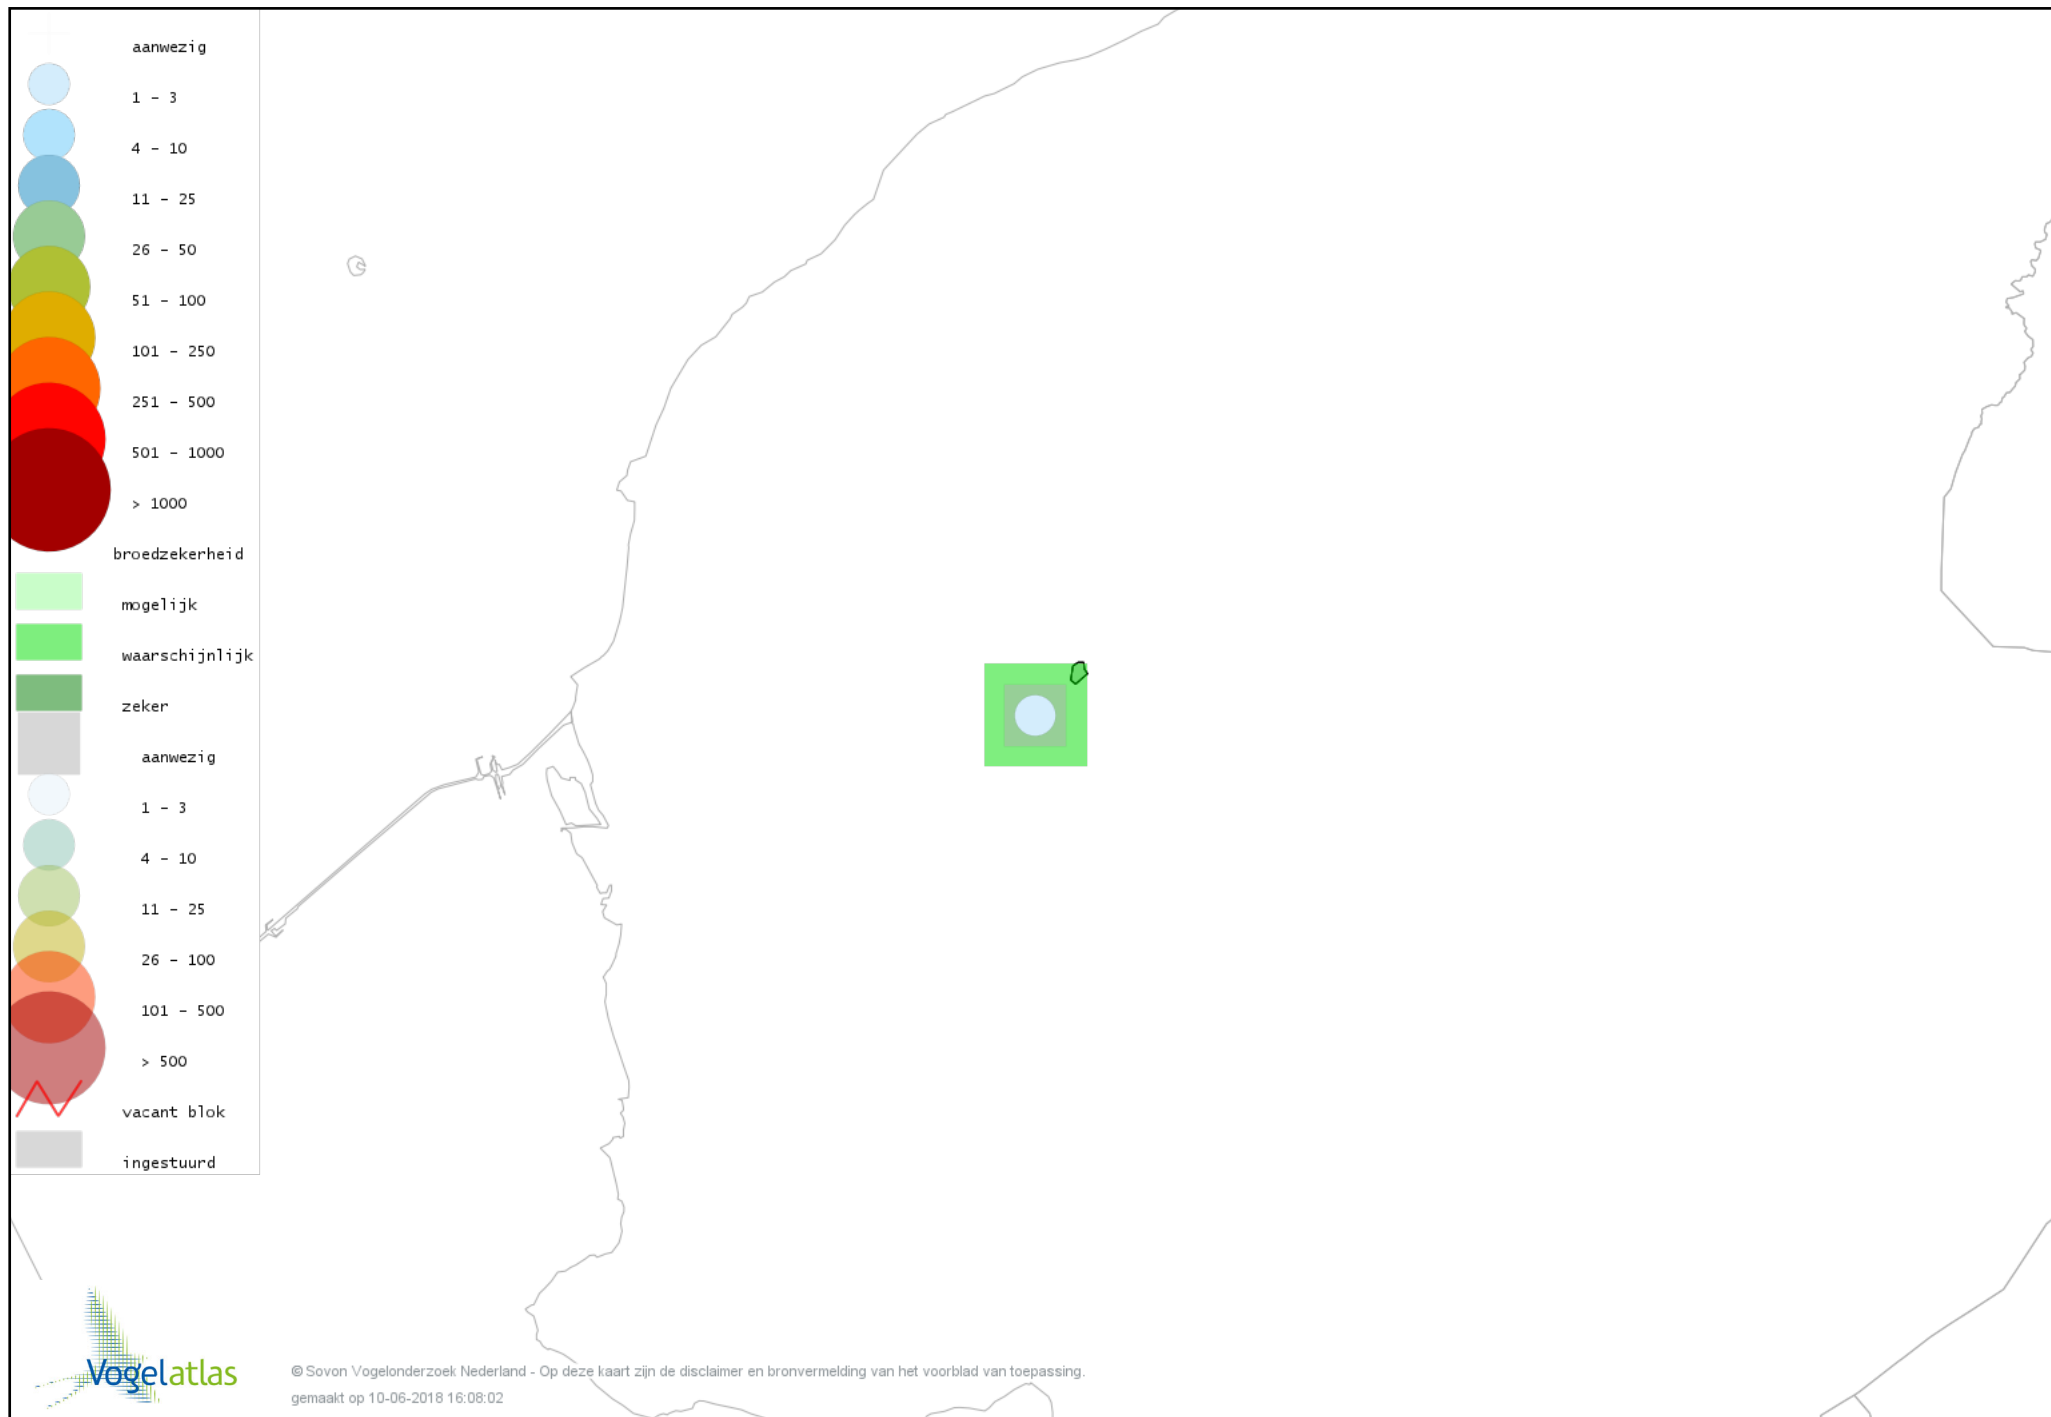 aanwezig
1 – 3
4 – 10
11 – 25
26 – 50
51 – 100
101 – 250
251 – 500
501 – 1000
> 1000
broedzekerheid
mogelijk
waarschijnlijk
zeker
aanwezig
1 – 3
4 – 10
11 – 25
26 – 100
101 – 500
> 500
vacant blok
ingestuurd
Vogelatlas
© Sovon Vogelonderzoek Nederland - Op deze kaart zijn de disclaimer en bronvermelding van het voorblad van toepassing.
gemaakt op 10-06-2018 16:08:02